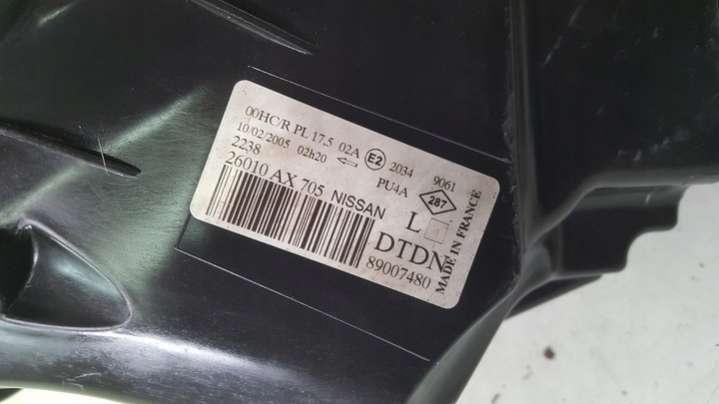 00HC/R PL 17,5 02A E2 2034 9061
10/02/2005 02h20 PU4A 287
2238
26010 AX 705 NISSAN
L
DTDN
89007480
MADE IN FRANCE